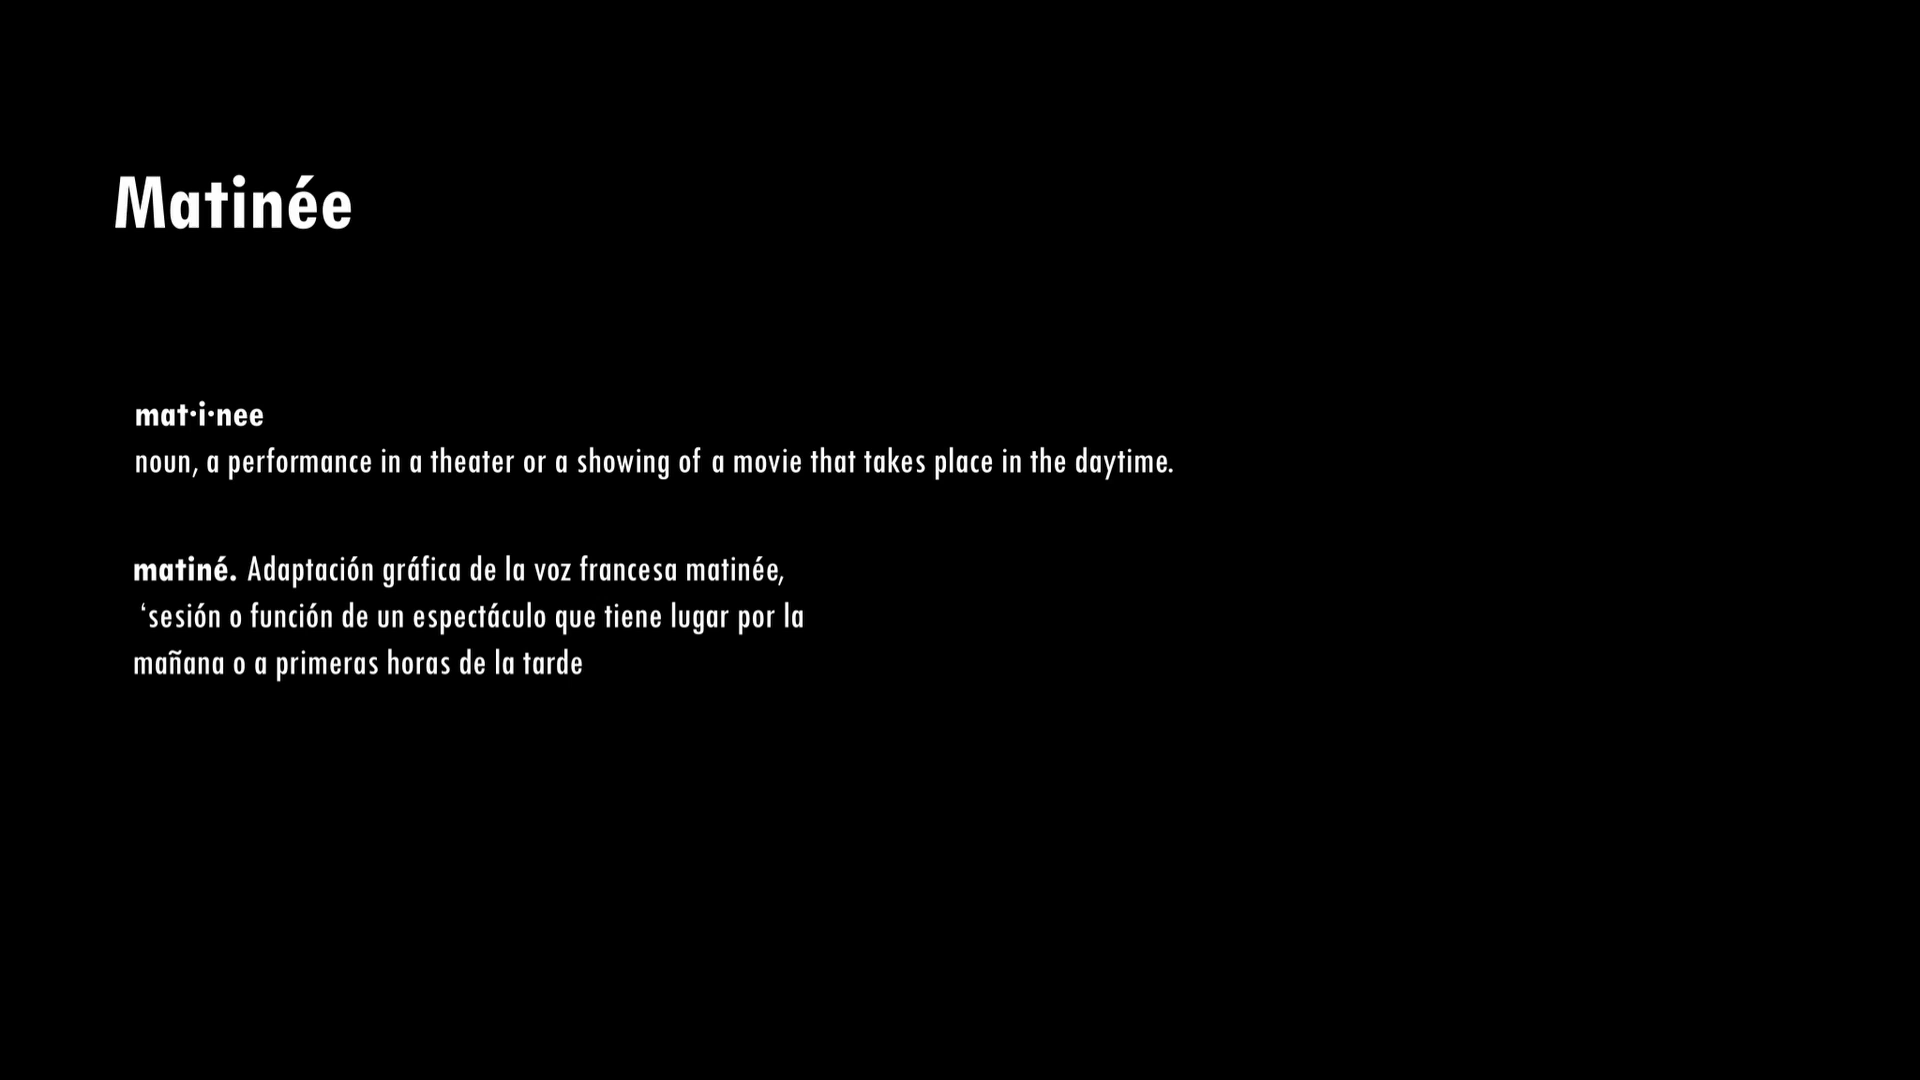 Matinée
mat·i·nee
noun, a performance in a theater or a showing of a movie that takes place in the daytime.
matiné. Adaptación gráfica de la voz francesa matinée,
‘sesión o función de un espectáculo que tiene lugar por la
mañana o a primeras horas de la tarde